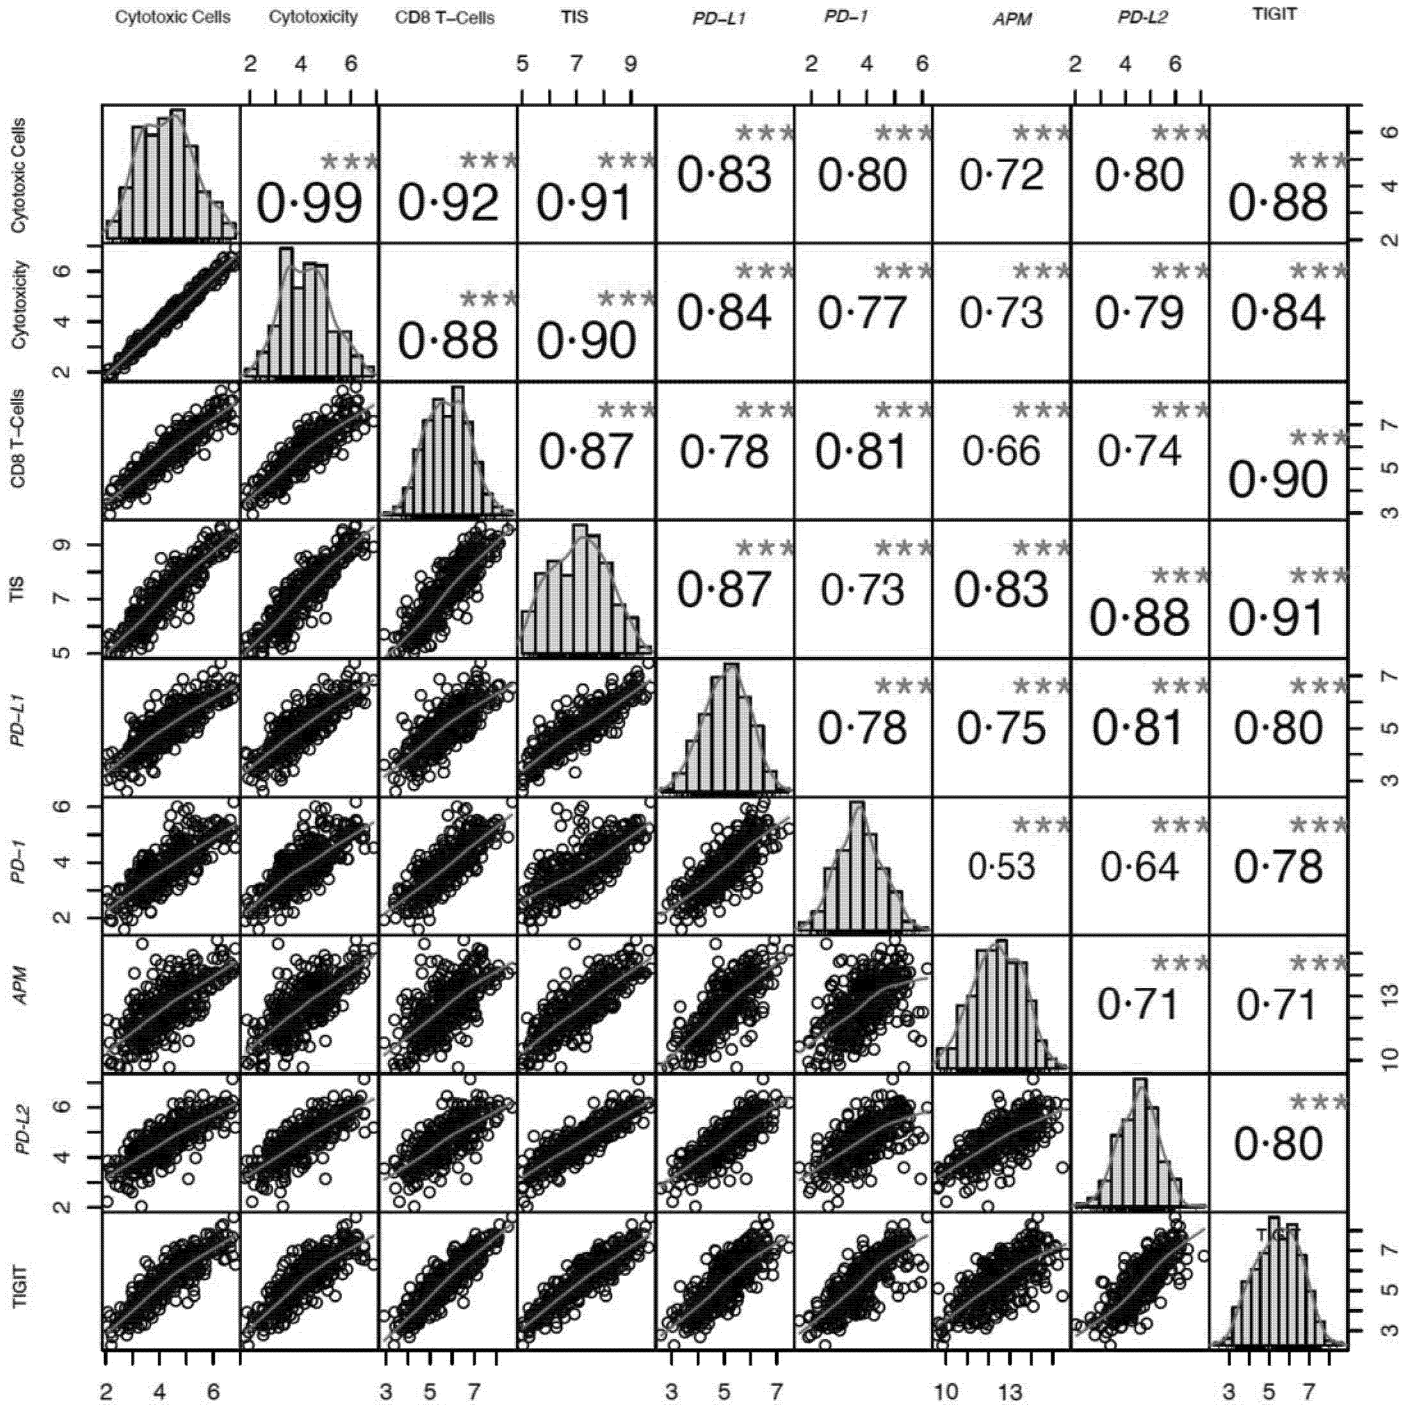 Cytotoxic Cells Cytotoxicity CD8 T-Cells TIS PD-L1 PD-1 APM PD-L2 TIGIT
2 4 6 5 7 9 2 4 6 2 4 6
Cytotoxic Cells *** 0·99 *** 0·92 *** 0·91 *** 0·83 *** 0·80 *** 0·72 *** 0·80 *** 0·88 6 4 2
Cytotoxicity 6 4 2 *** 0·88 *** 0·90 *** 0·84 *** 0·77 *** 0·73 *** 0·79 *** 0·84
CD8 T-Cells *** 0·87 *** 0·78 *** 0·81 *** 0·66 *** 0·74 *** 0·90 7 5 3
TIS 9 7 5 *** 0·87 *** 0·73 *** 0·83 *** 0·88 *** 0·91
PD-L1 *** 0·78 *** 0·75 *** 0·81 *** 0·80 7 5 3
PD-1 6 4 2 *** 0·53 *** 0·64 *** 0·78
APM *** 0·71 *** 0·71 13 10
PD-L2 6 4 2 *** 0·80
TIGIT 7 5 3
2 4 6 3 5 7 3 5 7 10 13 3 5 7